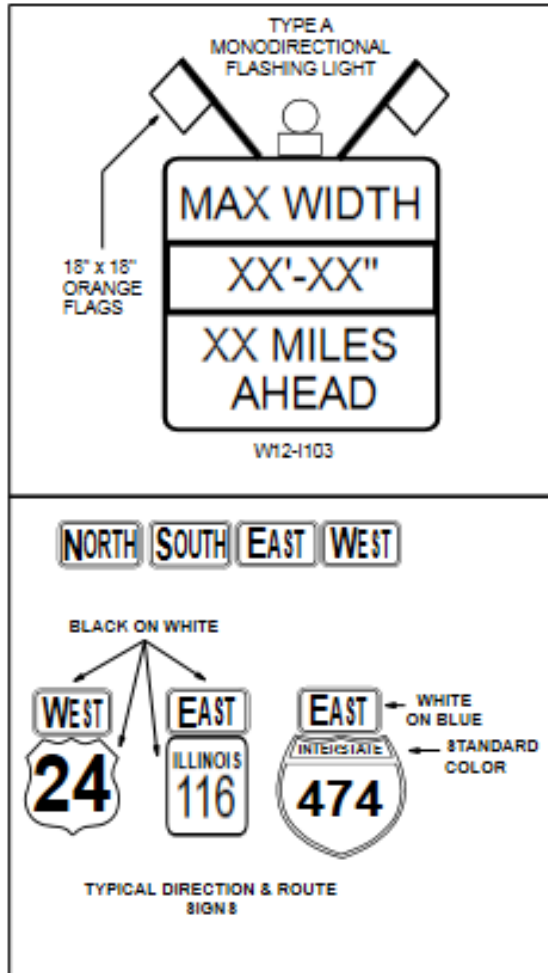 TYPE A
MONODIRECTIONAL
FLASHING LIGHT
MAX WIDTH
XX'-XX"
XX MILES
AHEAD
18" x 18"
ORANGE
FLAGS
W12-I103
NORTH SOUTH EAST WEST
BLACK ON WHITE
WEST
24
EAST
ILLINOIS
116
EAST
INTERSTATE
474
WHITE
ON BLUE
STANDARD
COLOR
TYPICAL DIRECTION & ROUTE
SIGNS